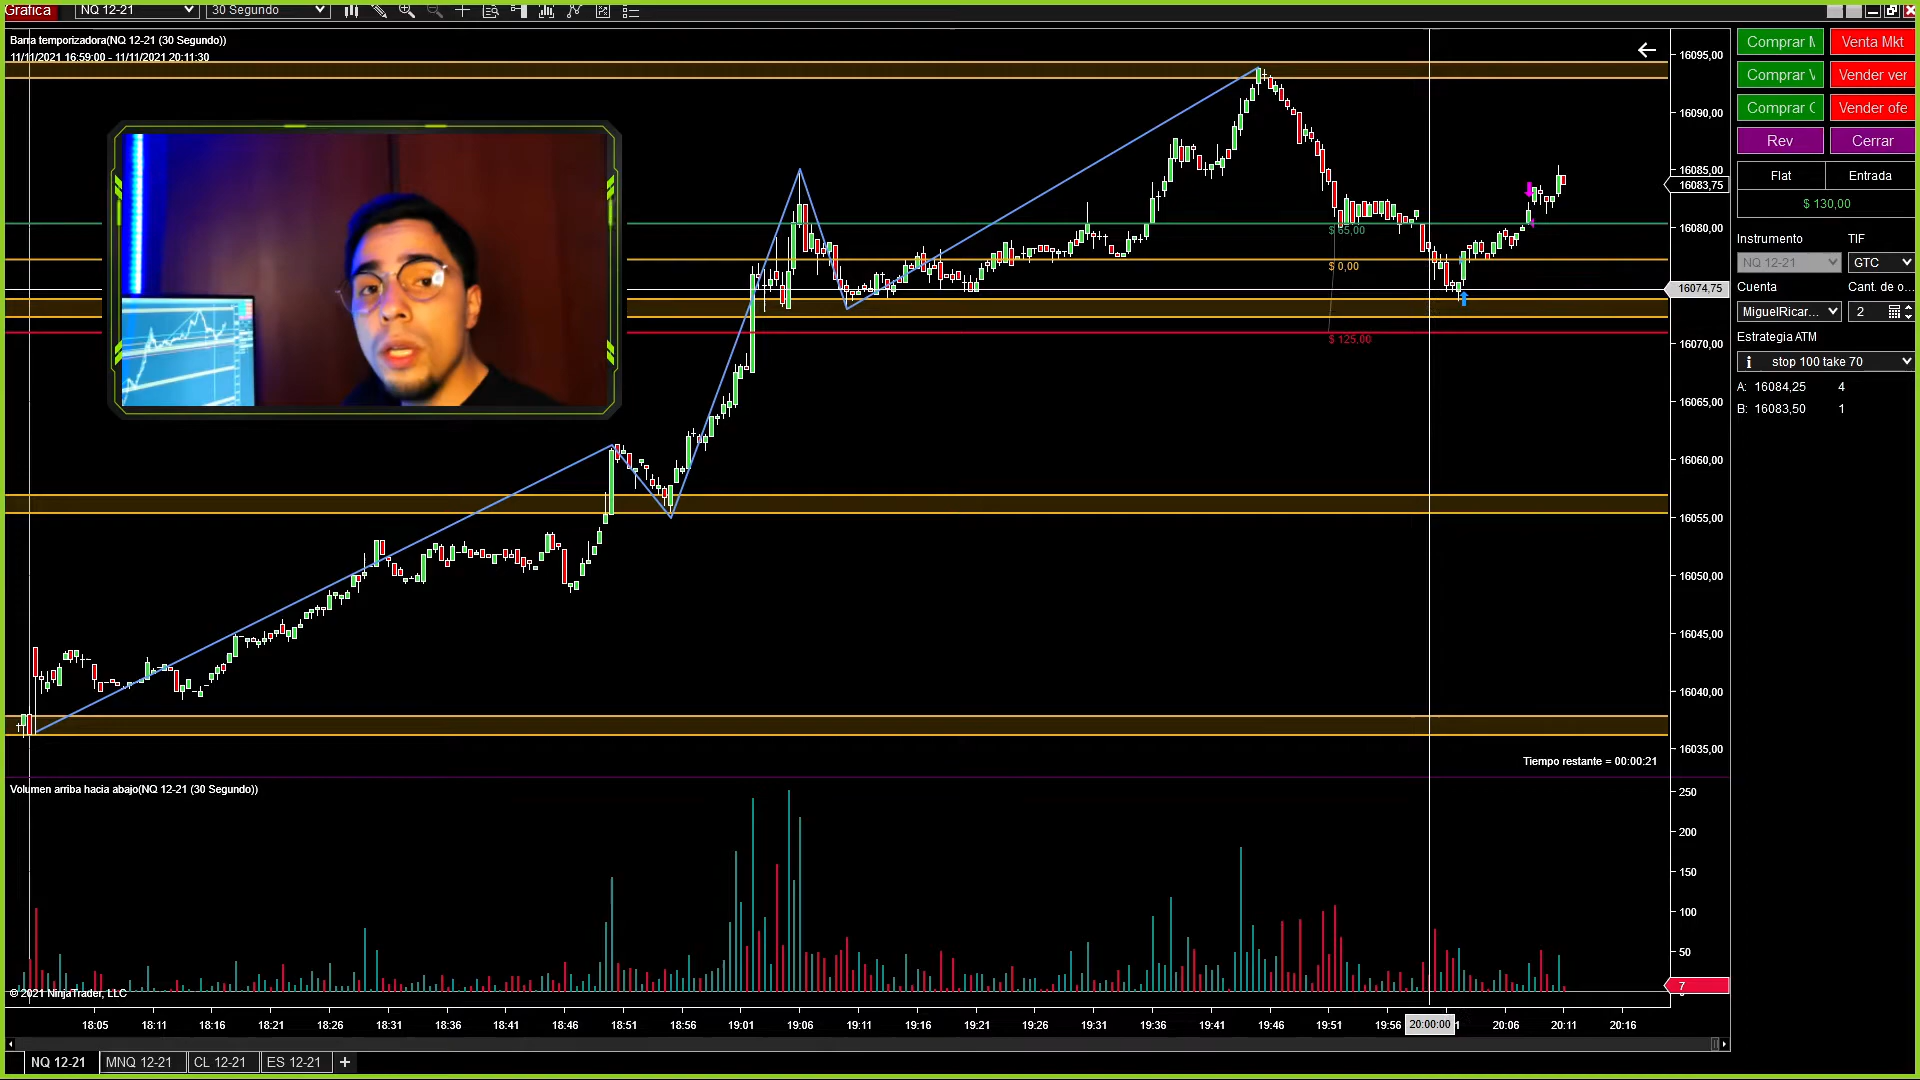 Grafica
NQ 12-21
30 Segundo
Barra temporizadora(NQ 12-21 (30 Segundo))
11/11/2021 16:59:00 - 11/11/2021 20:11:30
16095,00
16090,00
16085,00
16083,75
16080,00
16074,75
16070,00
16065,00
16060,00
16055,00
16050,00
16045,00
16040,00
16035,00
$ 65,00
$ 0,00
$ 125,00
Tiempo restante = 00:00:21
Volumen arriba hacia abajo(NQ 12-21 (30 Segundo))
250
200
150
100
50
7
© 2021 NinjaTrader, LLC
18:05
18:11
18:16
18:21
18:26
18:31
18:36
18:41
18:46
18:51
18:56
19:01
19:06
19:11
19:16
19:21
19:26
19:31
19:36
19:41
19:46
19:51
19:56
20:00:00
20:06
20:11
20:16
NQ 12-21
MNQ 12-21
CL 12-21
ES 12-21
+
Comprar
Venta Mkt
Comprar
Vender ver
Comprar
Vender ofe
Rev
Cerrar
Flat
Entrada
$ 130,00
Instrumento
TIF
NQ 12-21
GTC
Cuenta
Cant. de o...
MiguelRicar...
2
Estrategia ATM
stop 100 take 70
A: 16084,25 4
B: 16083,50 1